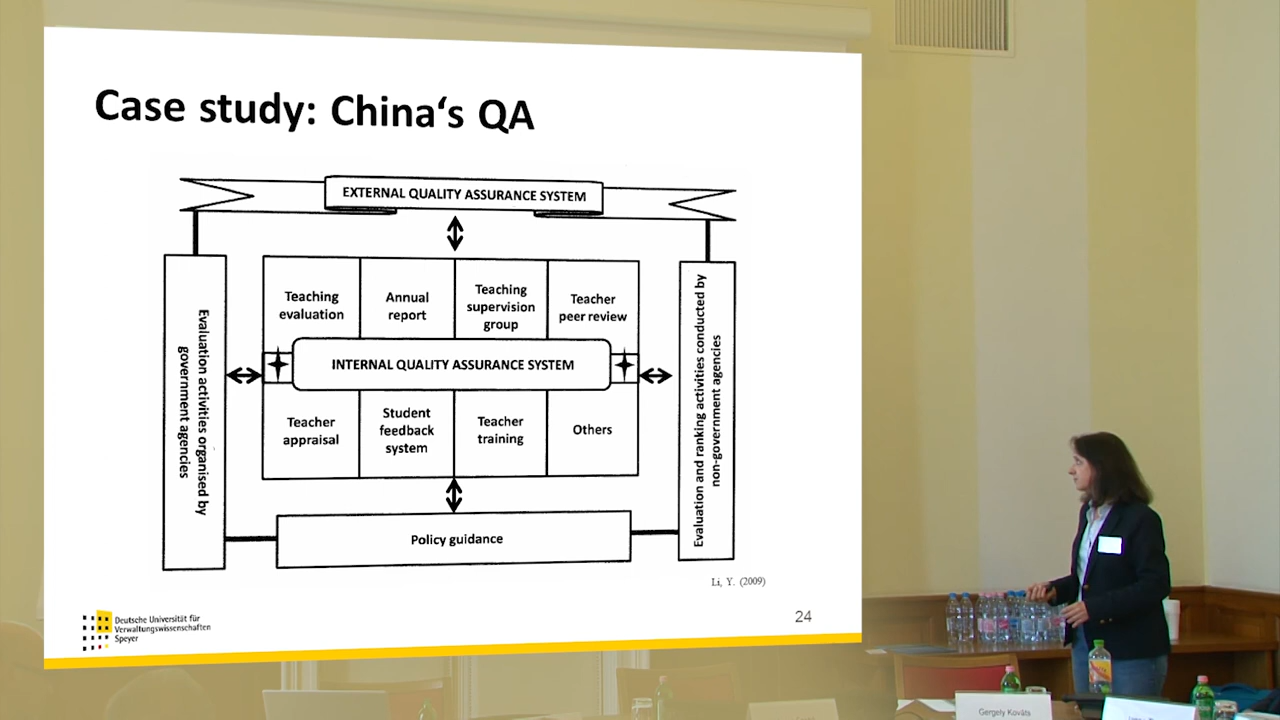 Case study: China‘s QA
EXTERNAL QUALITY ASSURANCE SYSTEM
Evaluation activities organised by
government agencies
Teaching
evaluation
Annual
report
Teaching
supervision
group
Teacher
peer review
INTERNAL QUALITY ASSURANCE SYSTEM
Teacher
appraisal
Student
feedback
system
Teacher
training
Others
Evaluation and ranking activities conducted by
non-government agencies
Policy guidance
Li, Y. (2009)
Deutsche Universität für
Verwaltungswissenschaften
Speyer
24
Gergely Kováts